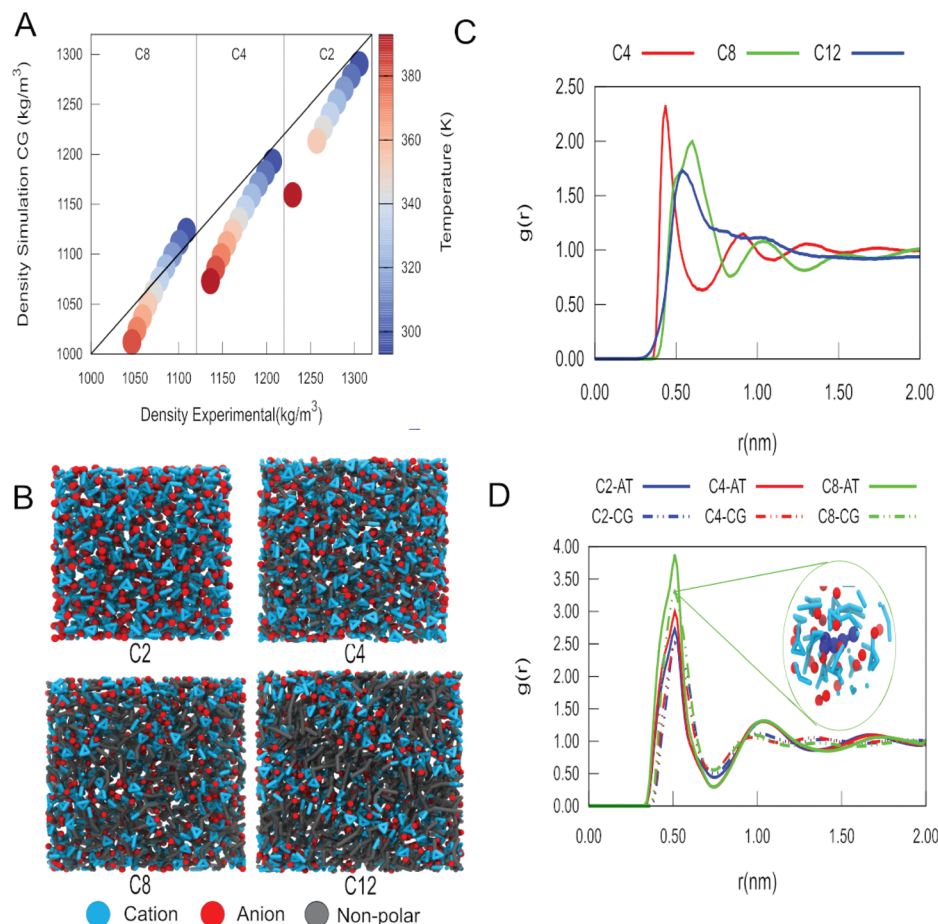 A
C8 C4 C2
1300
1250
1200
1150
1100
1050
1000
1000 1050 1100 1150 1200 1250 1300
Density Simulation CG (kg/m³)
Density Experimental(kg/m³)
380
360
340
320
300
Temperature (K)
C
C4 C8 C12
2.50
2.00
1.50
1.00
0.50
0.00
0.00 0.50 1.00 1.50 2.00
g(r)
r(nm)
B
C2 C4
C8 C12
Cation Anion Non-polar
D
C2-AT C4-AT C8-AT
C2-CG C4-CG C8-CG
4.00
3.50
3.00
2.50
2.00
1.50
1.00
0.50
0.00
0.00 0.50 1.00 1.50 2.00
g(r)
r(nm)